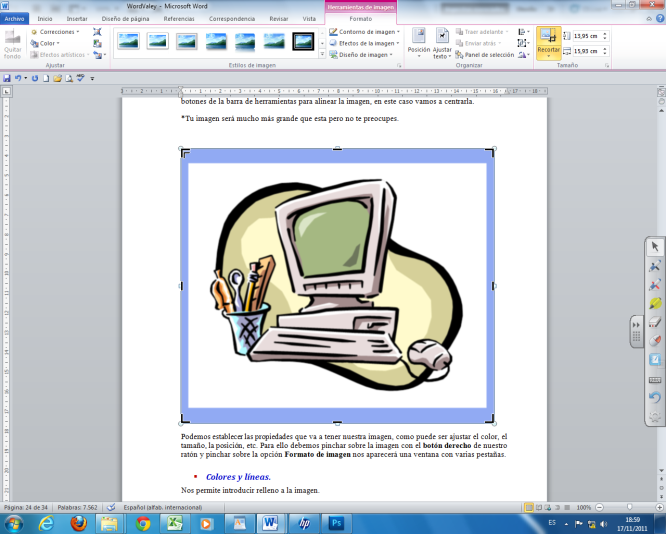 WordValey - Microsoft Word
Herramientas de imagen
Archivo Inicio Insertar Diseño de página Referencias Correspondencia Revisar Vista Formato
Quitar fondo
Correcciones
Color
Efectos artísticos
Ajustar
Estilos de imagen
Contorno de imagen
Efectos de la imagen
Diseño de imagen
Posición
Ajustar texto
Traer adelante
Enviar atrás
Panel de selección
Organizar
Recortar
13,95 cm
15,93 cm
Tamaño
botones de la barra de herramientas para alinear la imagen, en este caso vamos a centrarla.
*Tu imagen será mucho más grande que esta pero no te preocupes.
Podemos establecer las propiedades que va a tener nuestra imagen, como puede ser ajustar el color, el
tamaño, la posición, etc. Para ello debemos pinchar sobre la imagen con el botón derecho de nuestro
ratón y pinchar sobre la opción Formato de imagen nos aparecerá una ventana con varias pestañas.
Colores y líneas.
Nos permite introducir relleno a la imagen.
Página: 24 de 34 Palabras: 7.562 Español (alfab. internacional) 100%
ES 18:59
17/11/2011